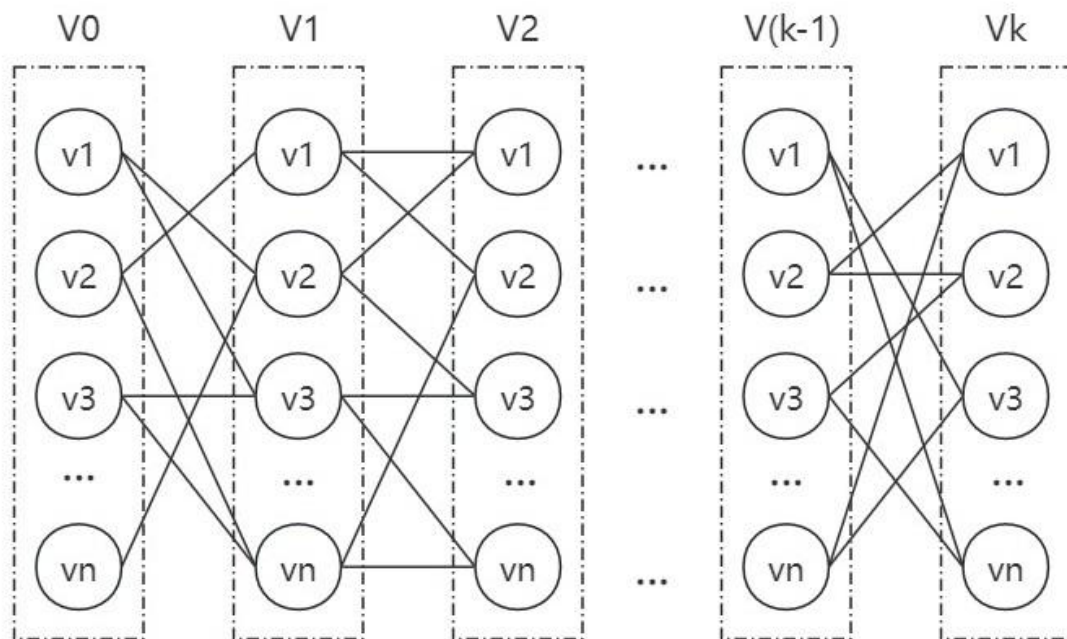 V0 V1 V2 V(k-1) Vk
v1 v1 v1 ... v1 v1
v2 v2 v2 ... v2 v2
v3 v3 v3 ... v3 v3
... ... ... ... ...
vn vn vn ... vn vn